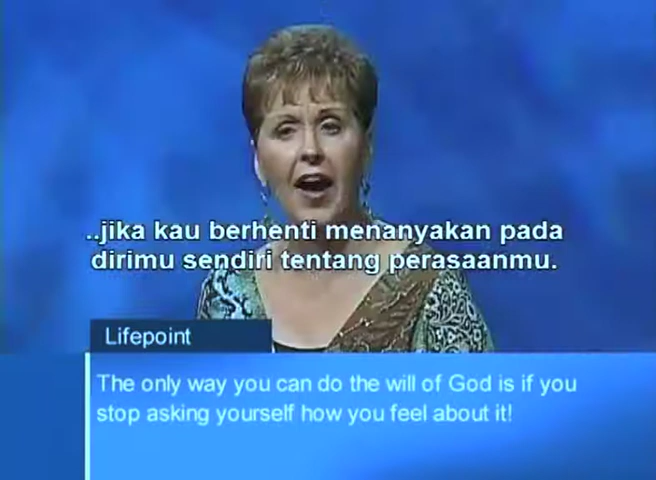 ..jika kau berhenti menanyakan pada
dirimu sendiri tentang perasaanmu.
Lifepoint
The only way you can do the will of God is if you
stop asking yourself how you feel about it!